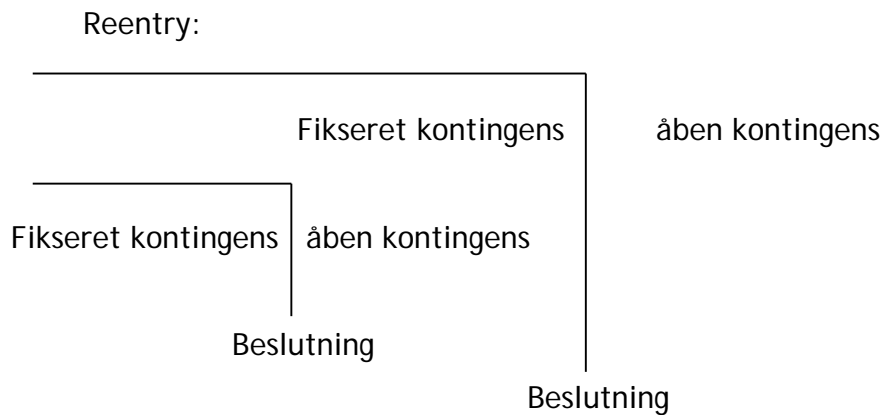 Reentry:
Fikseret kontingens åben kontingens
Fikseret kontingens åben kontingens
Beslutning
Beslutning